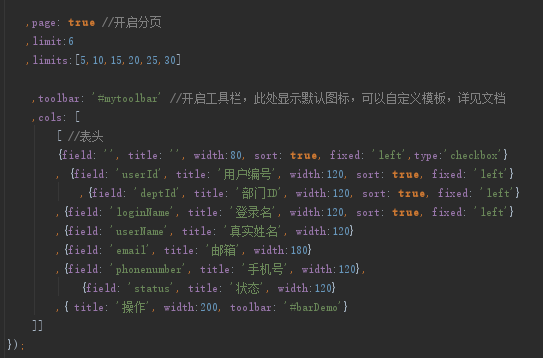 ,page: true //开启分页
,limit:6
,limits:[5,10,15,20,25,30]
,toolbar: '#mytoolbar' //开启工具栏，此处显示默认图标，可以自定义模板，详见文档
,cols: [
[ //表头
{field: '', title: '', width:80, sort: true, fixed: 'left',type:'checkbox'}
, {field: 'userId', title: '用户编号', width:120, sort: true, fixed: 'left'}
,{field: 'deptId', title: '部门ID', width:120, sort: true, fixed: 'left'}
,{field: 'loginName', title: '登录名', width:120, sort: true, fixed: 'left'}
,{field: 'userName', title: '真实姓名', width:120}
,{field: 'email', title: '邮箱', width:180}
,{field: 'phonenumber', title: '手机号', width:120},
{field: 'status', title: '状态', width:120}
,{ title: '操作', width:200, toolbar: '#barDemo'}
]]
});